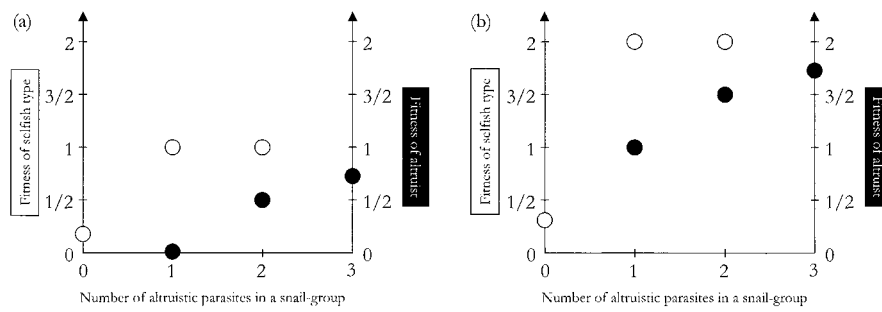 (a)
2
3/2
1
1/2
0
2
3/2
1
1/2
0
0 1 2 3
Fitness of selfish type
Fitness of altruist
Number of altruistic parasites in a snail-group
(b)
2
3/2
1
1/2
0
2
3/2
1
1/2
0
0 1 2 3
Fitness of selfish type
Fitness of altruist
Number of altruistic parasites in a snail-group